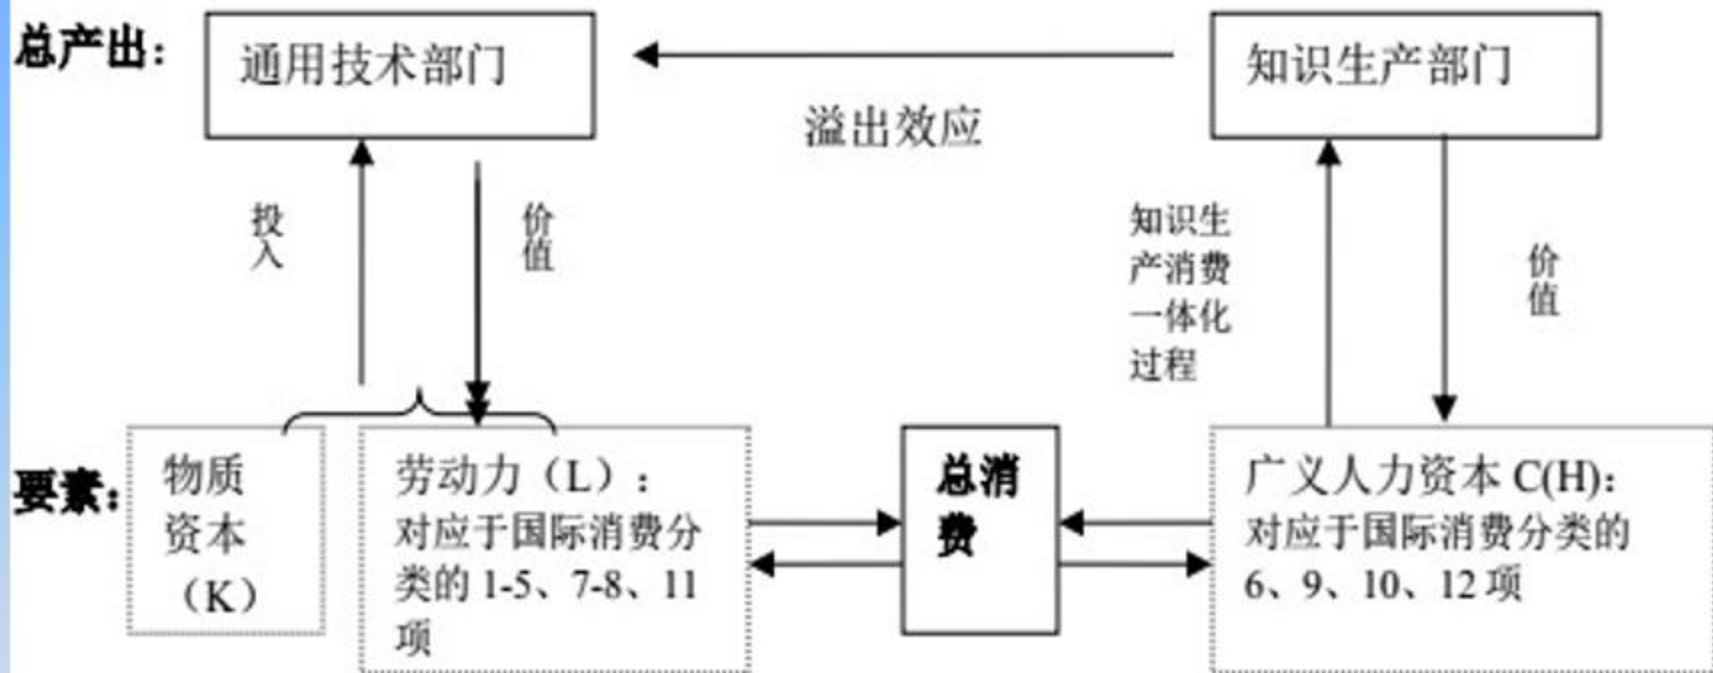 总产出：
通用技术部门
知识生产部门
溢出效应
投
入
价
值
知识生
产消费
一体化
过程
价
值
要素：
物质
资本
（K）
劳动力（L）：
对应于国际消费分
类的 1-5、7-8、11
项
总消
费
广义人力资本 C(H)：
对应于国际消费分类的
6、9、10、12 项